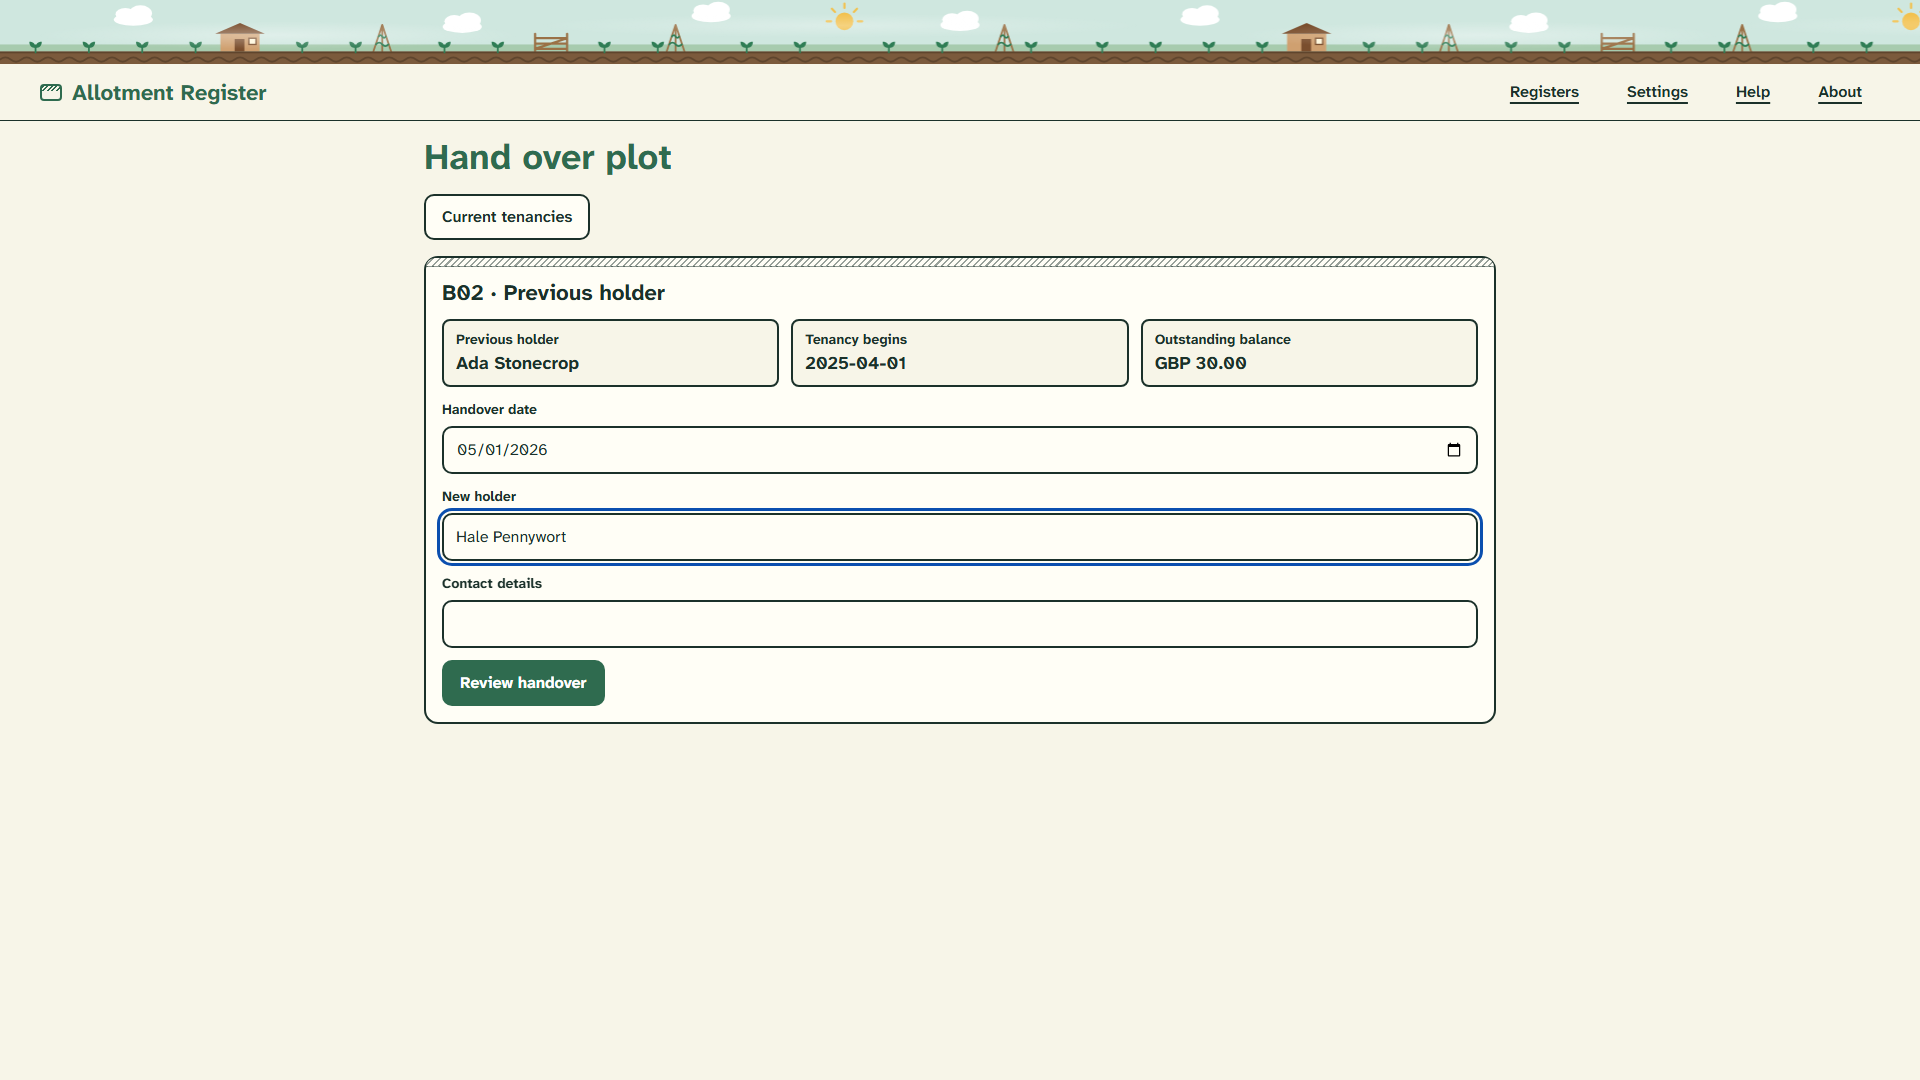 Allotment Register
Registers Settings Help About
Hand over plot
Current tenancies
B02 · Previous holder
Previous holder
Ada Stonecrop
Tenancy begins
2025-04-01
Outstanding balance
GBP 30.00
Handover date
05/01/2026
New holder
Hale Pennywort
Contact details
Review handover